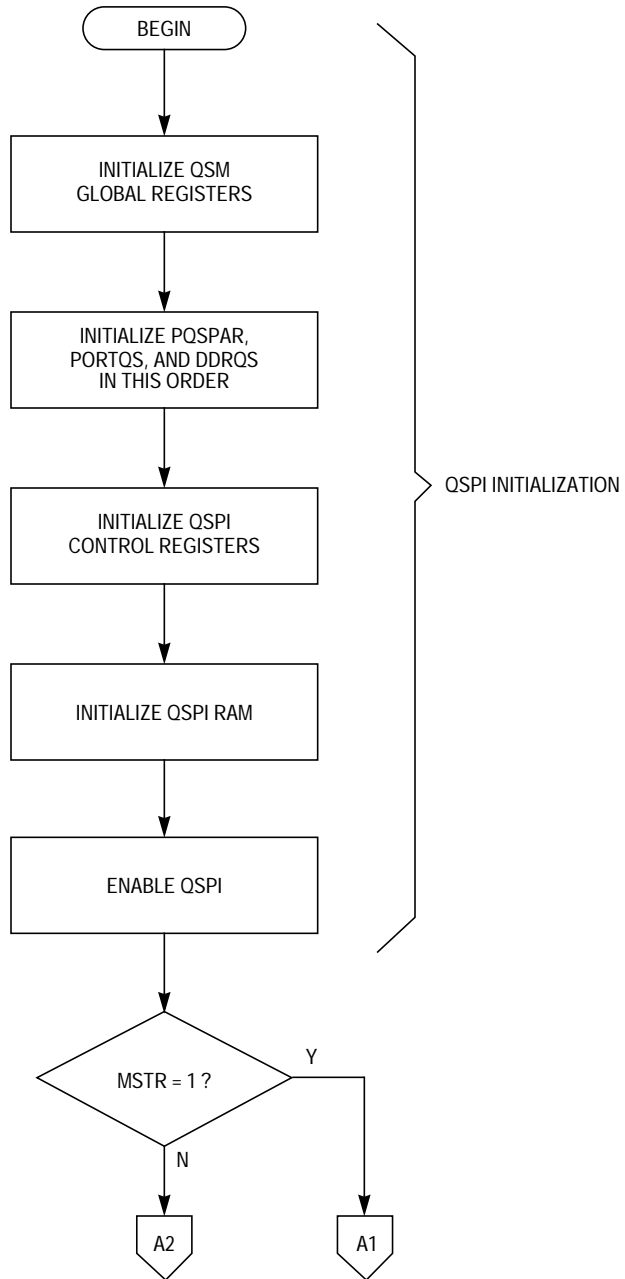 BEGIN
INITIALIZE QSM
GLOBAL REGISTERS
INITIALIZE PQSPAR,
PORTQS, AND DDRQS
IN THIS ORDER
QSPI INITIALIZATION
INITIALIZE QSPI
CONTROL REGISTERS
INITIALIZE QSPI RAM
ENABLE QSPI
MSTR = 1 ?
Y
N
A2
A1